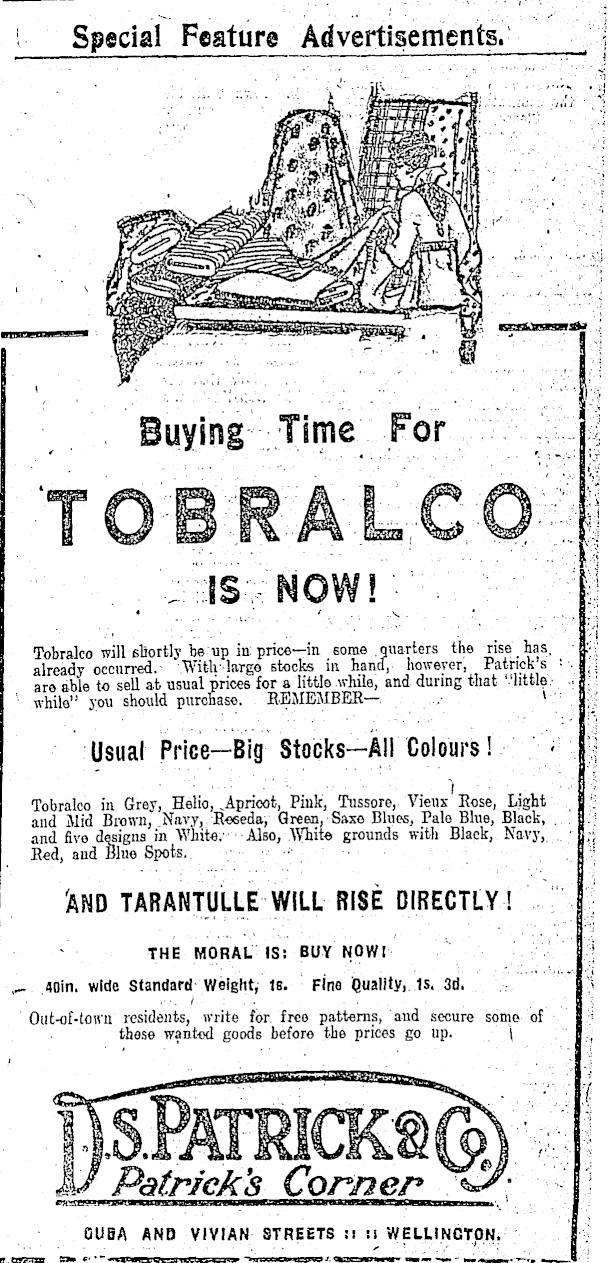 Special Feature Advertisements.
Buying Time For
TOBRALCO
IS NOW!
Tobralco will shortly be up in price—in some quarters the rise has
already occurred. With large stocks in hand, however, Patrick's
are able to sell at usual prices for a little while, and during that "little
while" you should purchase. REMEMBER—
Usual Price—Big Stocks—All Colours!
Tobralco in Grey, Helio, Apricot, Pink, Tussore, Vieux Rose, Light
and Mid Brown, Navy, Reseda, Green, Saxe Blues, Pale Blue, Black,
and five designs in White. Also, White grounds with Black, Navy,
Red, and Blue Spots.
AND TARANTULLE WILL RISE DIRECTLY!
THE MORAL IS: BUY NOW!
40in. wide Standard Weight, 1s. Fine Quality, 1s. 3d.
Out-of-town residents, write for free patterns, and secure some of
these wanted goods before the prices go up.
D.S. PATRICK & Co.
Patrick's Corner
CUBA AND VIVIAN STREETS :: :: WELLINGTON.